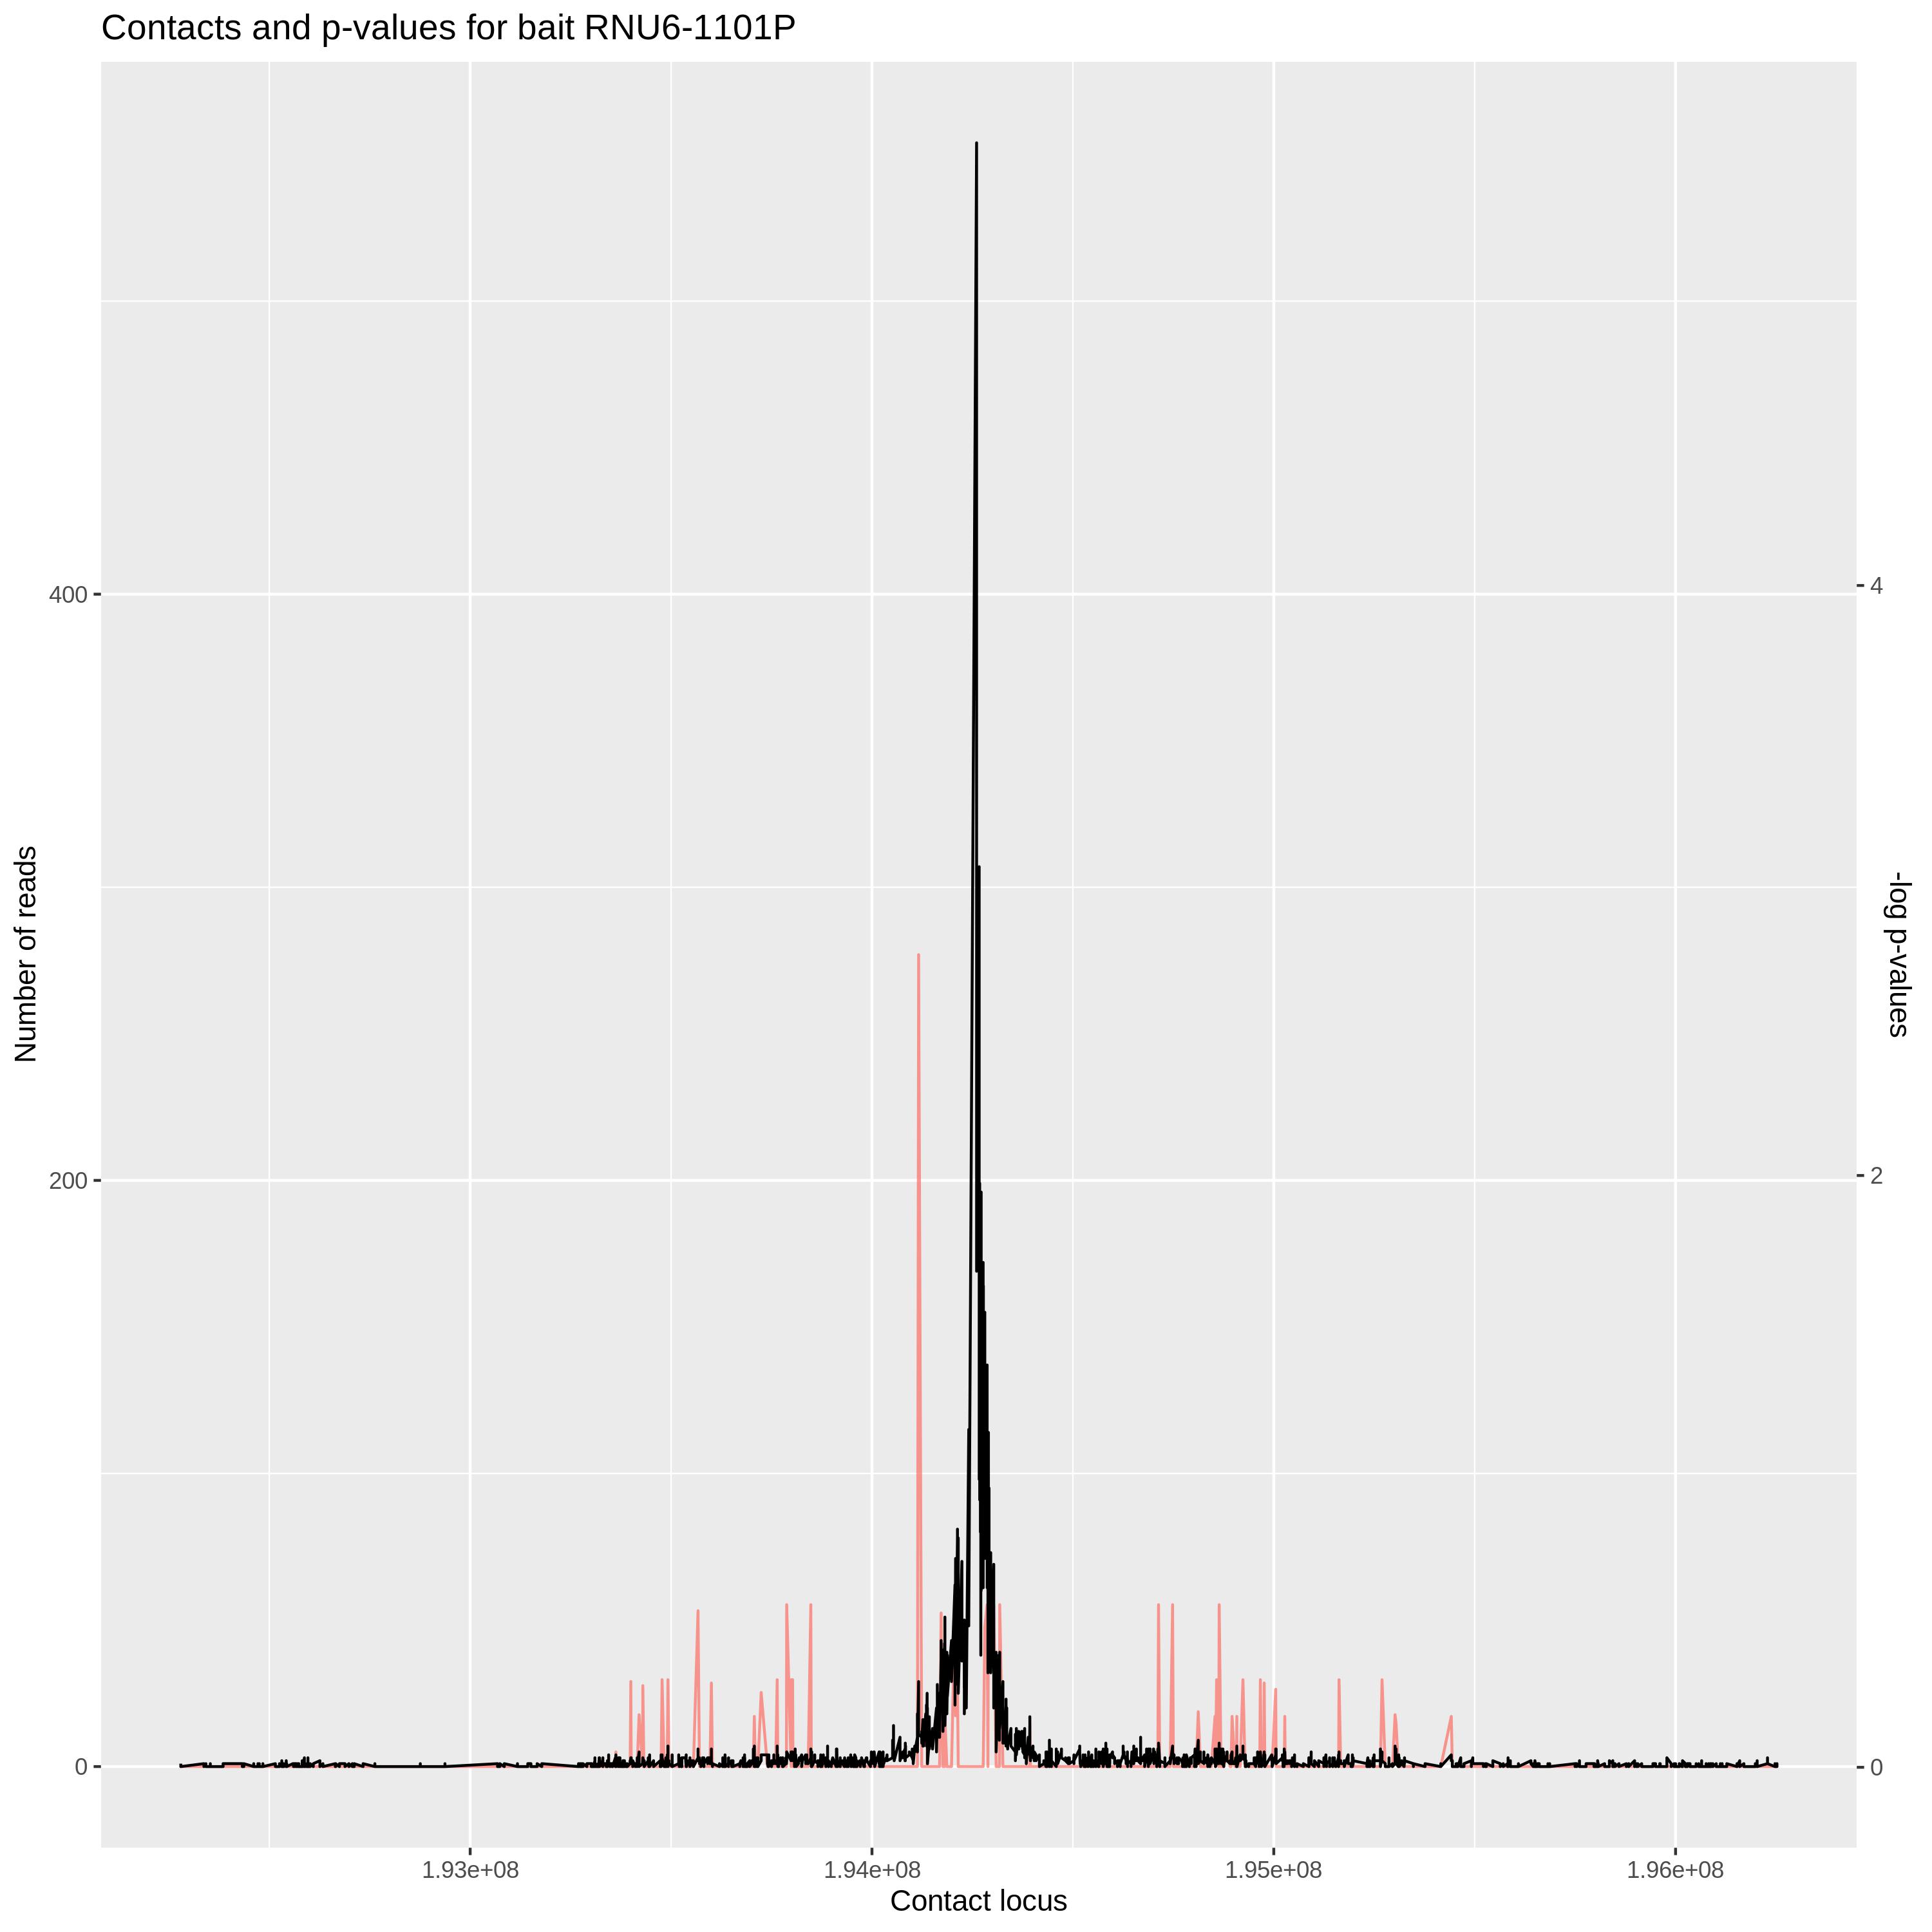 Contacts and p-values for bait RNU6-1101P
Number of reads
400
200
0
4
2
0
-log p-values
1.93e+08
1.94e+08
1.95e+08
1.96e+08
Contact locus